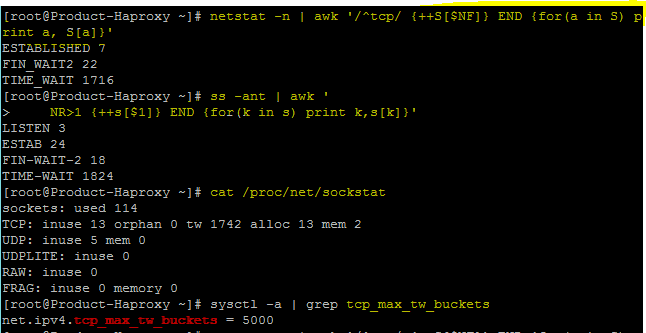 [root@Product-Haproxy ~]# netstat -n | awk '/^tcp/ {++S[$NF]} END {for(a in S) p
rint a, S[a]}'
ESTABLISHED 7
FIN_WAIT2 22
TIME_WAIT 1716
[root@Product-Haproxy ~]# ss -ant | awk '
>     NR>1 {++s[$1]} END {for(k in s) print k,s[k]}'
LISTEN 3
ESTAB 24
FIN-WAIT-2 18
TIME-WAIT 1824
[root@Product-Haproxy ~]# cat /proc/net/sockstat
sockets: used 114
TCP: inuse 13 orphan 0 tw 1742 alloc 13 mem 2
UDP: inuse 5 mem 0
UDPLITE: inuse 0
RAW: inuse 0
FRAG: inuse 0 memory 0
[root@Product-Haproxy ~]# sysctl -a | grep tcp_max_tw_buckets
net.ipv4.tcp_max_tw_buckets = 5000